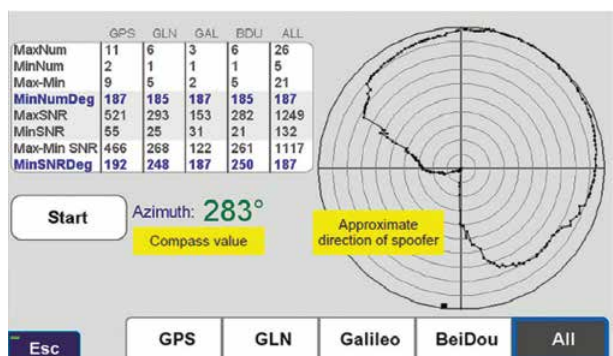 GPS GLN GAL BDU ALL
MaxNum 11 6 3 6 26
MinNum 2 1 1 1 5
Max-Min 9 5 2 5 21
MinNumDeg 187 185 187 185 187
MaxSNR 521 293 153 282 1249
MinSNR 55 25 31 21 132
Max-Min SNR 466 268 122 261 1117
MinSNRDeg 192 248 187 250 187
Start
Azimuth: 283°
Compass value
Approximate
direction of spoofer
Esc
GPS GLN Galileo BeiDou All